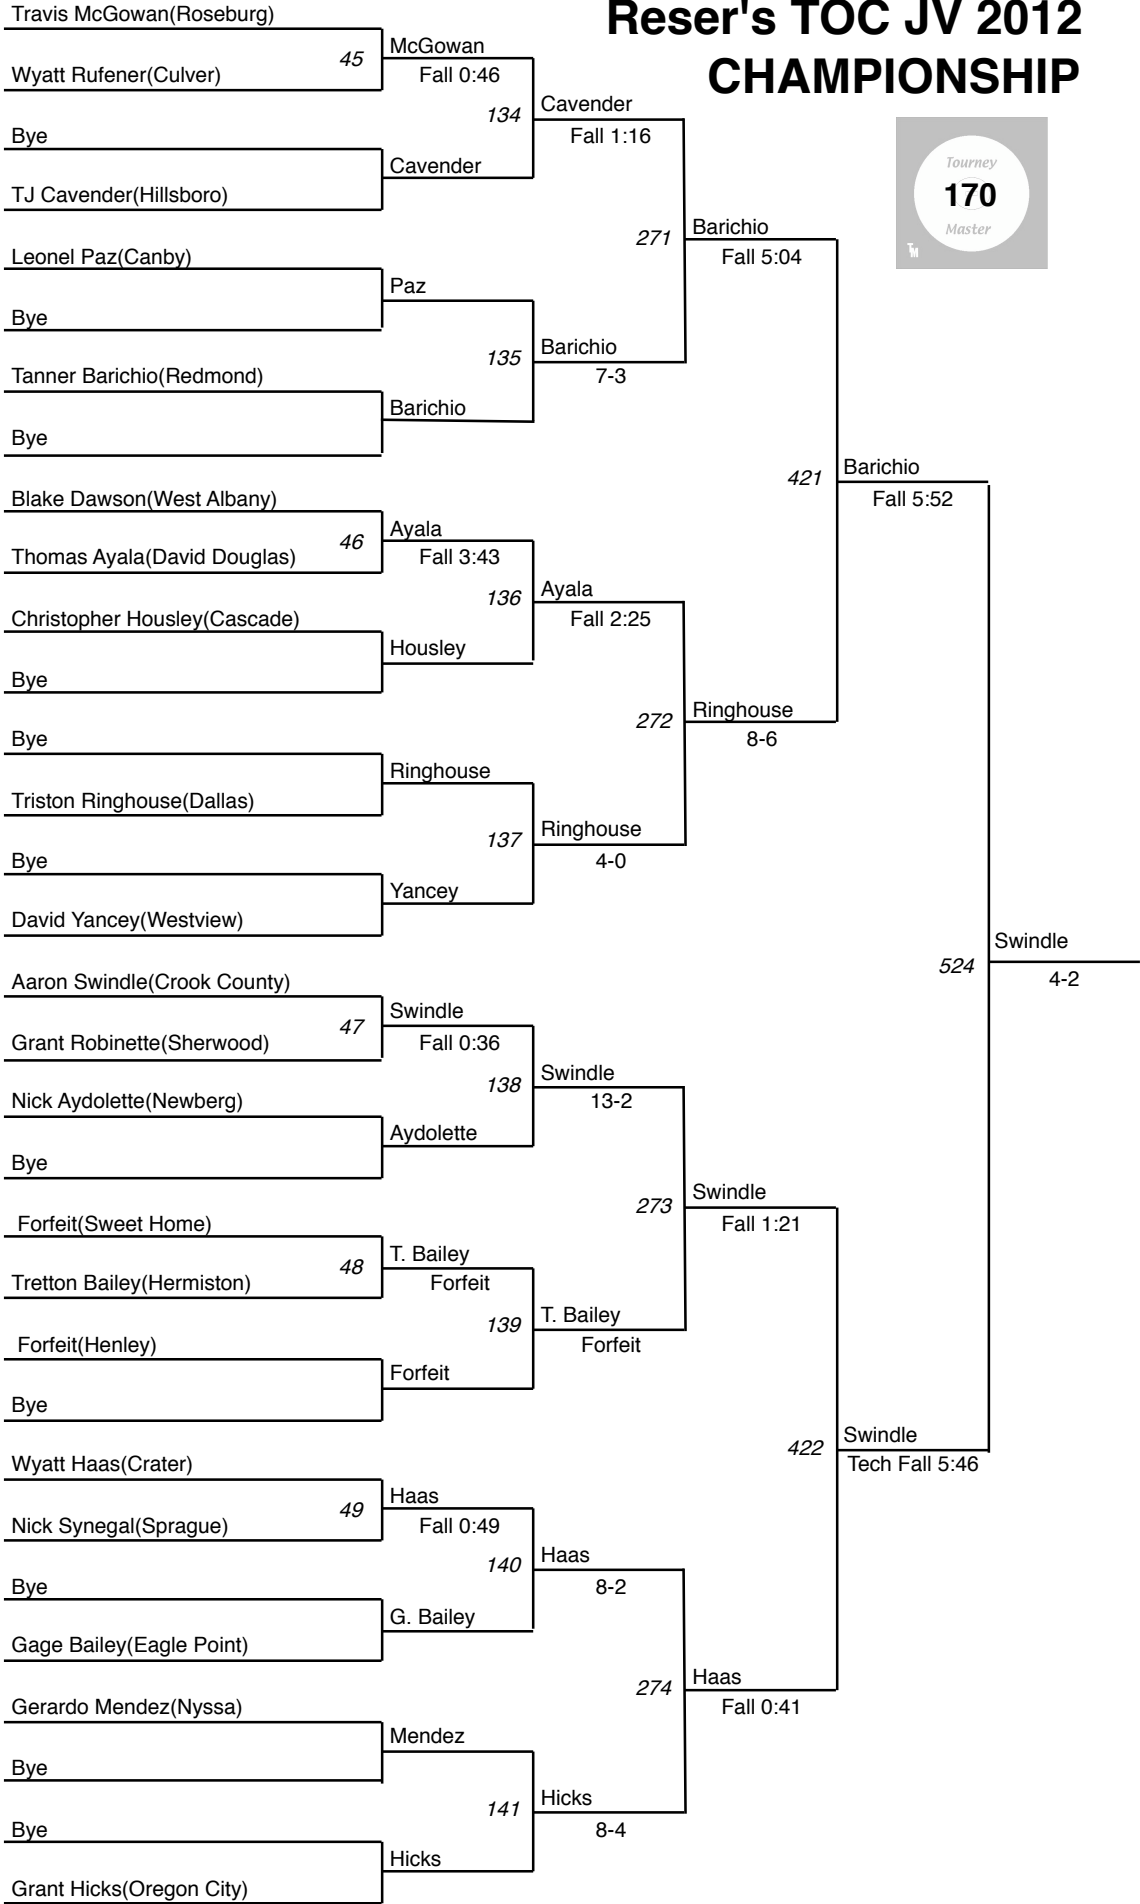 Reser's TOC JV 2012
CHAMPIONSHIP
Tourney
170
Master
TM
Travis McGowan(Roseburg)
45
Wyatt Rufener(Culver)
McGowan
Fall 0:46
134
Bye
TJ Cavender(Hillsboro)
Cavender
Cavender
Fall 1:16
271
Leonel Paz(Canby)
Bye
Paz
135
Tanner Barichio(Redmond)
Bye
Barichio
Barichio
7-3
Barichio
Fall 5:04
421
Blake Dawson(West Albany)
46
Thomas Ayala(David Douglas)
Ayala
Fall 3:43
136
Christopher Housley(Cascade)
Bye
Housley
Ayala
Fall 2:25
272
Bye
Triston Ringhouse(Dallas)
Ringhouse
137
Bye
David Yancey(Westview)
Yancey
Ringhouse
4-0
Ringhouse
8-6
Barichio
Fall 5:52
524
Swindle
4-2
Aaron Swindle(Crook County)
47
Grant Robinette(Sherwood)
Swindle
Fall 0:36
138
Nick Aydolette(Newberg)
Bye
Aydolette
Swindle
13-2
273
Forfeit(Sweet Home)
48
Tretton Bailey(Hermiston)
T. Bailey
Forfeit
139
Forfeit(Henley)
Bye
Forfeit
T. Bailey
Forfeit
Swindle
Fall 1:21
422
Swindle
Tech Fall 5:46
Wyatt Haas(Crater)
49
Nick Synegal(Sprague)
Haas
Fall 0:49
140
Bye
Gage Bailey(Eagle Point)
G. Bailey
Haas
8-2
274
Haas
Fall 0:41
Gerardo Mendez(Nyssa)
Bye
Mendez
141
Bye
Grant Hicks(Oregon City)
Hicks
Hicks
8-4